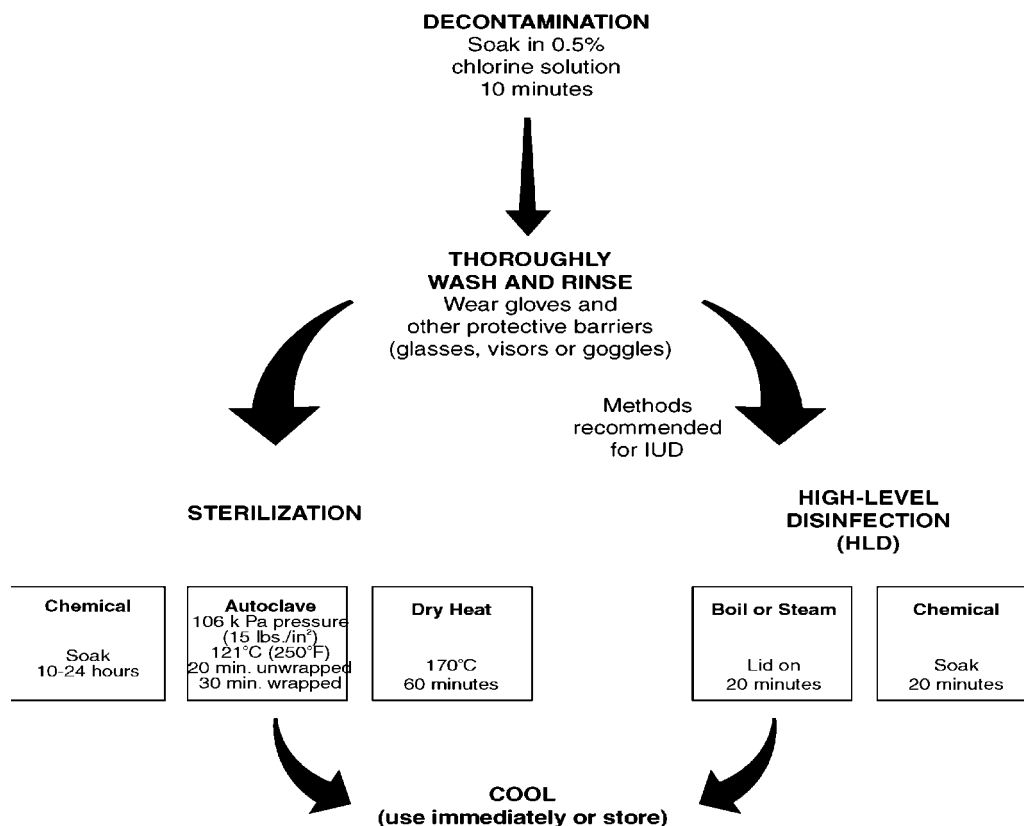 DECONTAMINATION
Soak in 0.5%
chlorine solution
10 minutes
THOROUGHLY
WASH AND RINSE
Wear gloves and
other protective barriers
(glasses, visors or goggles)
Methods
recommended
for IUD
STERILIZATION
HIGH-LEVEL
DISINFECTION
(HLD)
Chemical
Soak
10-24 hours
Autoclave
106 k Pa pressure
(15 lbs./in²)
121°C (250°F)
20 min. unwrapped
30 min. wrapped
Dry Heat
170°C
60 minutes
Boil or Steam
Lid on
20 minutes
Chemical
Soak
20 minutes
COOL
(use immediately or store)